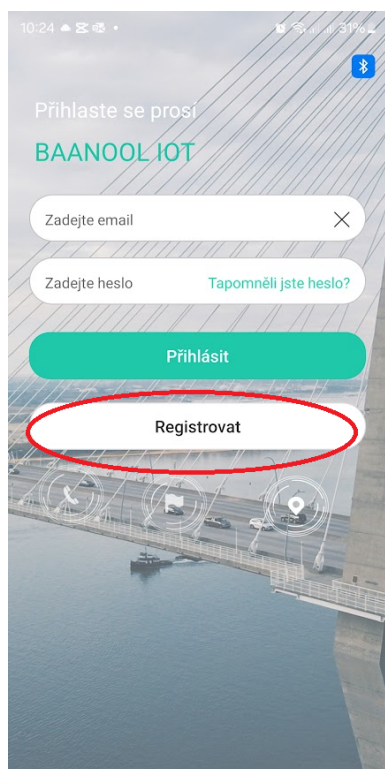 10:24
31%
Přihlaste se prosí
BAANOOL IOT
Zadejte email
Zadejte heslo Tapomněli jste heslo?
Přihlásit
Registrovat